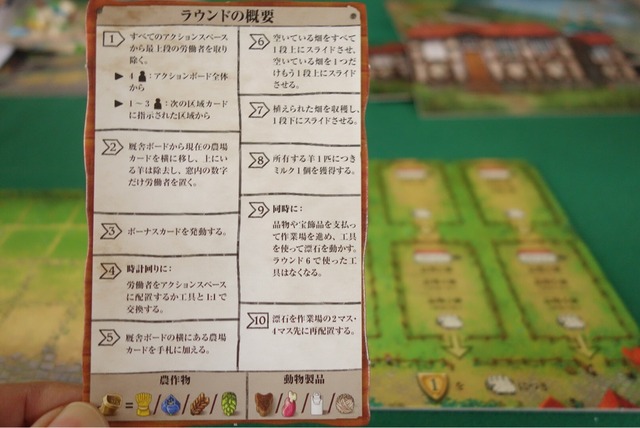 ラウンドの概要
1
すべてのアクションスペース
から最上段の労働者を取り
除く。
▶ 4 : アクションボード全体
から
▶ 1～3 : 次の区域カード
に指示された区域から
2
厩舎ボードから現在の農場
カードを横に移し、上にい
る羊は除去し、窓内の数字
だけ労働者を置く。
3
ボーナスカードを発動する。
4
時計回りに:
労働者をアクションスペース
に配置するか工具と1:1で
交換する。
5
厩舎ボードの横にある農場
カードを手札に加える。
6
空いている畑をすべて
1段上にスライドさせ、
空いている畑を1つだ
けもう1段上にスライド
させる。
7
植えられた畑を収穫し、
1段下にスライドさせる。
8
所有する羊1匹につき
ミルク1個を獲得する。
9
同時に:
品物や宝飾品を支払っ
て作業場を進め、工具
を使って漂石を動かす。
ラウンド6で使った工
具はなくなる。
10
漂石を作業場の2マス・
4マス先に再配置する。
農作物
= / / /
動物製品
/ / /
1